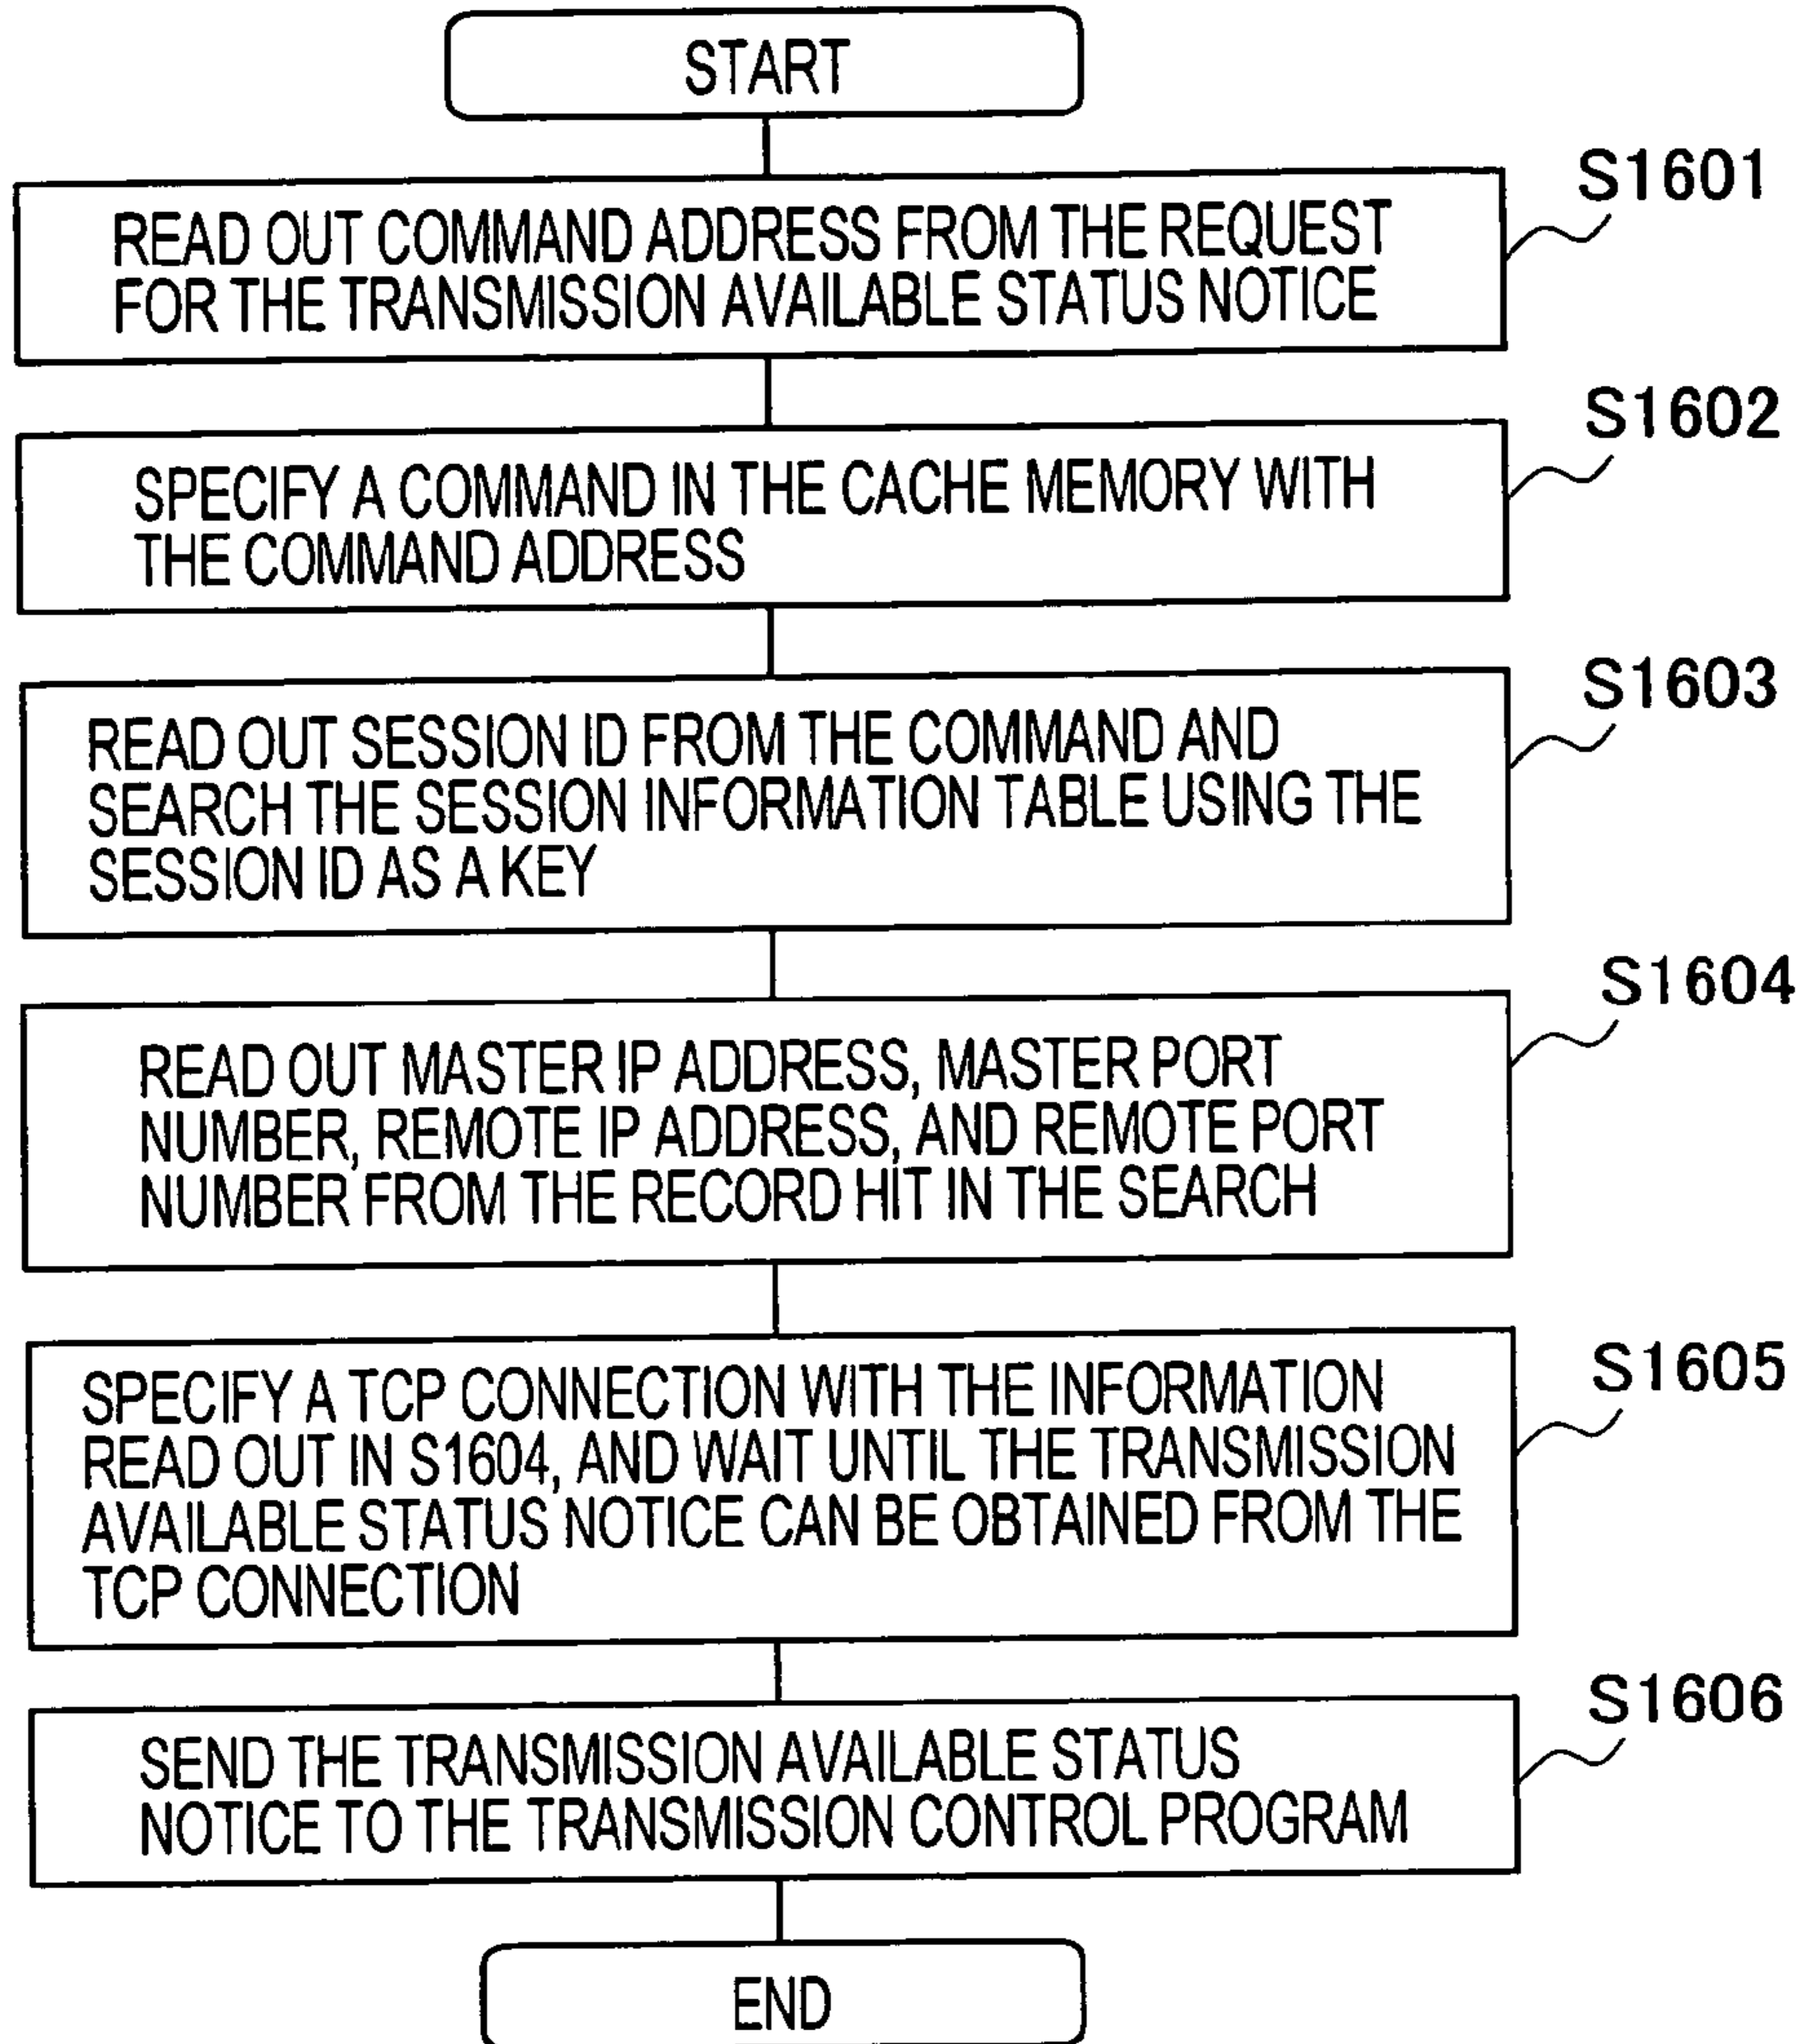 START
S1601
READ OUT COMMAND ADDRESS FROM THE REQUEST
FOR THE TRANSMISSION AVAILABLE STATUS NOTICE
S1602
SPECIFY A COMMAND IN THE CACHE MEMORY WITH
THE COMMAND ADDRESS
S1603
READ OUT SESSION ID FROM THE COMMAND AND
SEARCH THE SESSION INFORMATION TABLE USING THE
SESSION ID AS A KEY
S1604
READ OUT MASTER IP ADDRESS, MASTER PORT
NUMBER, REMOTE IP ADDRESS, AND REMOTE PORT
NUMBER FROM THE RECORD HIT IN THE SEARCH
S1605
SPECIFY A TCP CONNECTION WITH THE INFORMATION
READ OUT IN S1604, AND WAIT UNTIL THE TRANSMISSION
AVAILABLE STATUS NOTICE CAN BE OBTAINED FROM THE
TCP CONNECTION
S1606
SEND THE TRANSMISSION AVAILABLE STATUS
NOTICE TO THE TRANSMISSION CONTROL PROGRAM
END